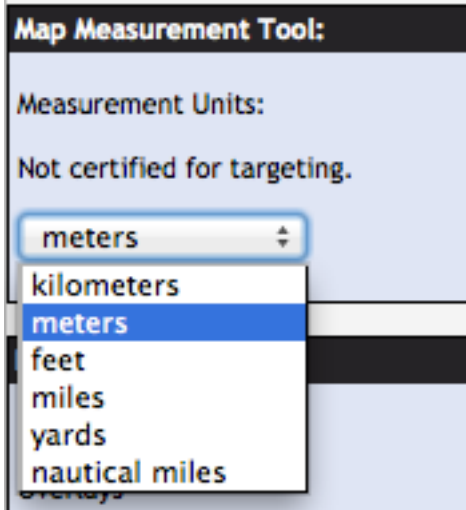 Map Measurement Tool:
Measurement Units:
Not certified for targeting.
meters
kilometers
meters
feet
miles
yards
nautical miles